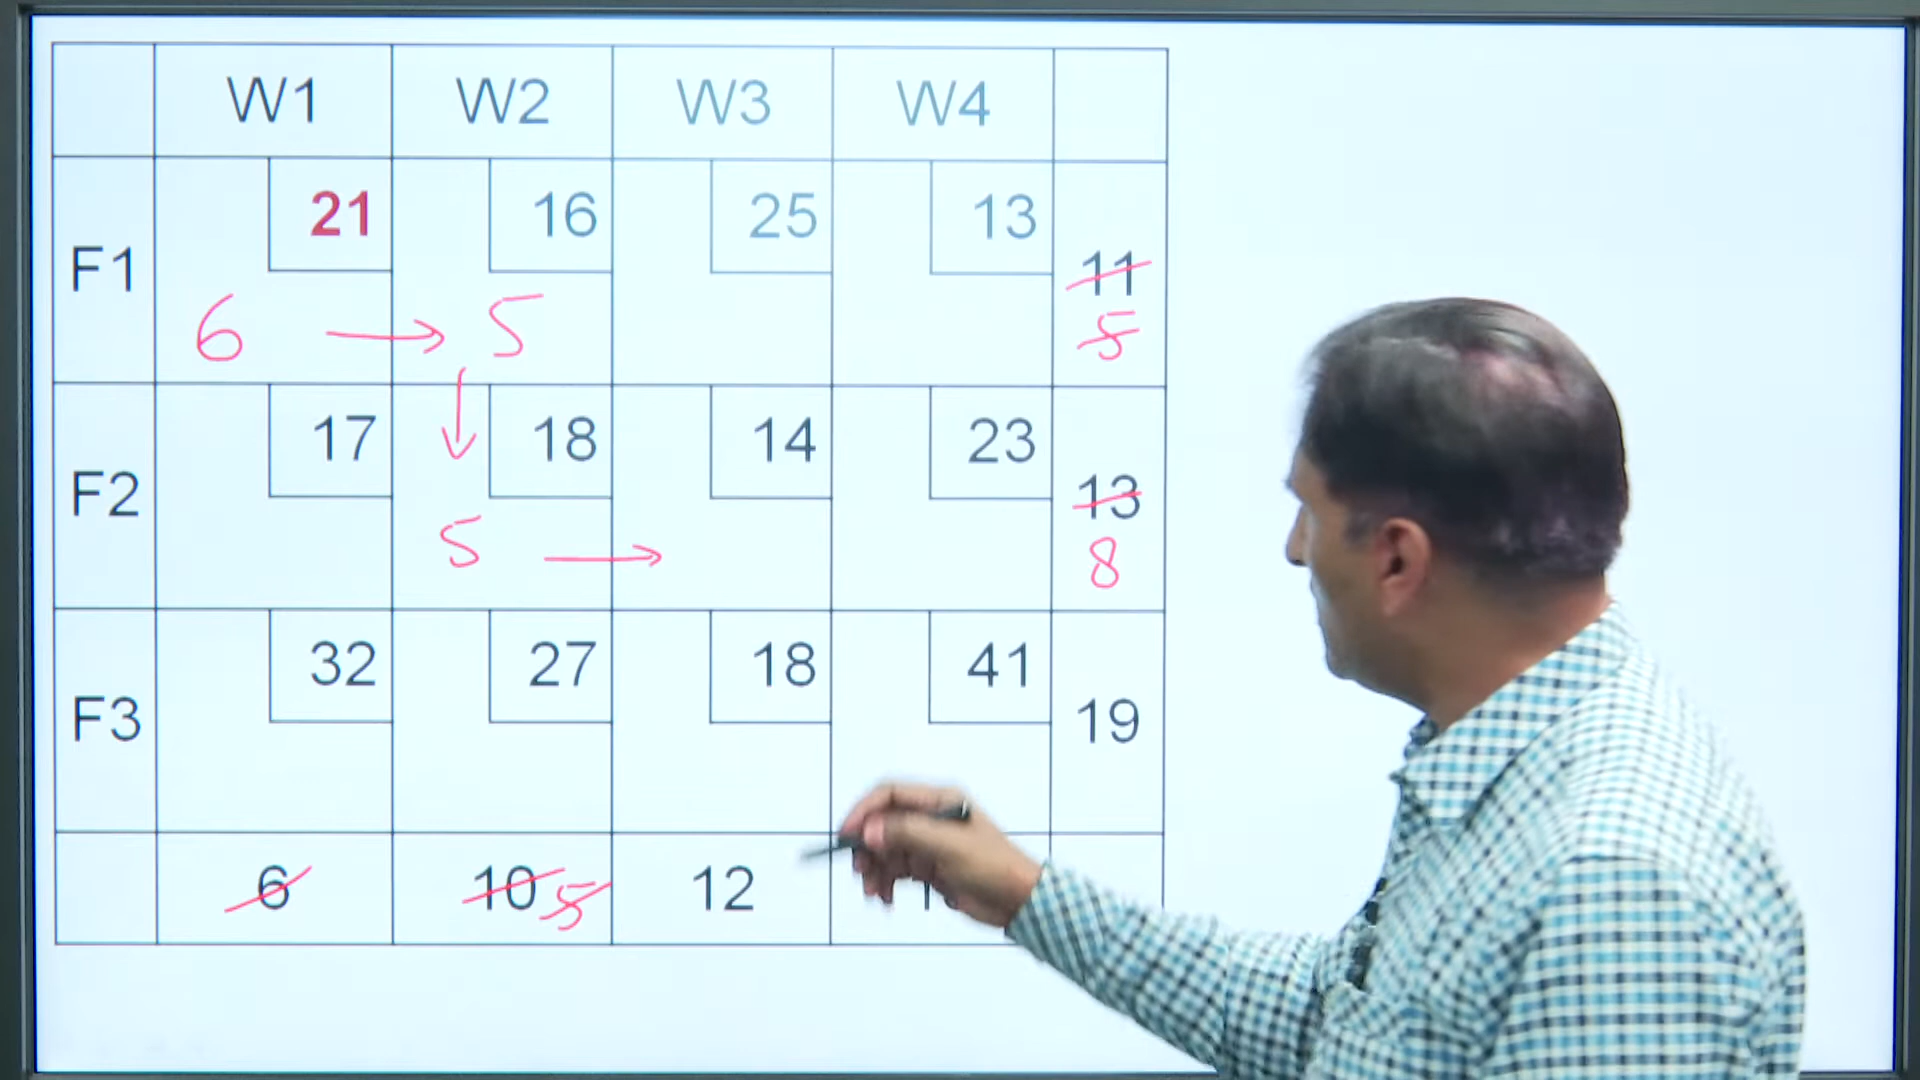 W1 W2 W3 W4
21 16 25 13
F1 11
6 → 5 5
17 18 14 23
F2 13
5 → 8
32 27 18 41
F3 19
6 10 5 12